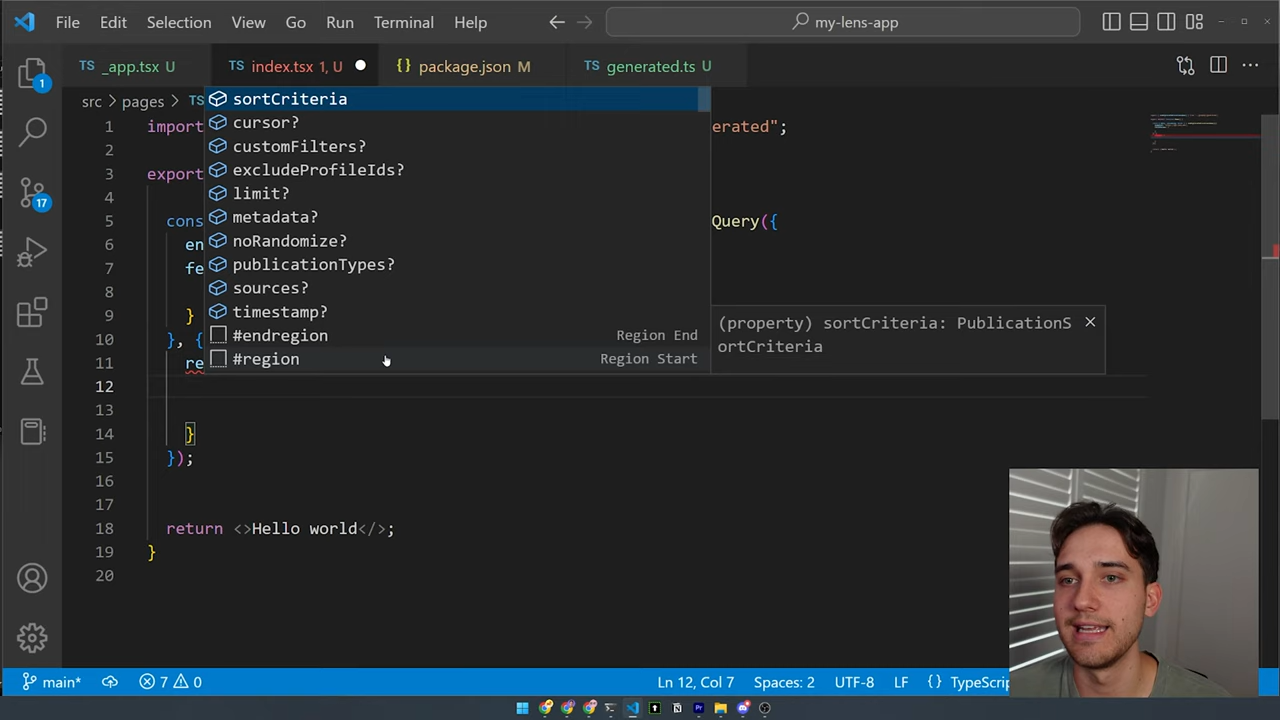 File Edit Selection View Go Run Terminal Help my-lens-app
TS _app.tsx U TS index.tsx 1, U {} package.json M TS generated.ts U
1
17
src > pages > TS
sortCriteria
cursor?
customFilters?
excludeProfileIds?
limit?
metadata?
noRandomize?
publicationTypes?
sources?
timestamp?
#endregion Region End
#region Region Start
(property) sortCriteria: PublicationS
ortCriteria
1 import erated";
2
3 export
4
5 cons Query({
6 en
7 fe
8
9 }
10 }, {
11 re
12
13
14 }
15 });
16
17
18 return <>Hello world</>;
19 }
20
main* 7 0 Ln 12, Col 7 Spaces: 2 UTF-8 LF {} TypeScrip